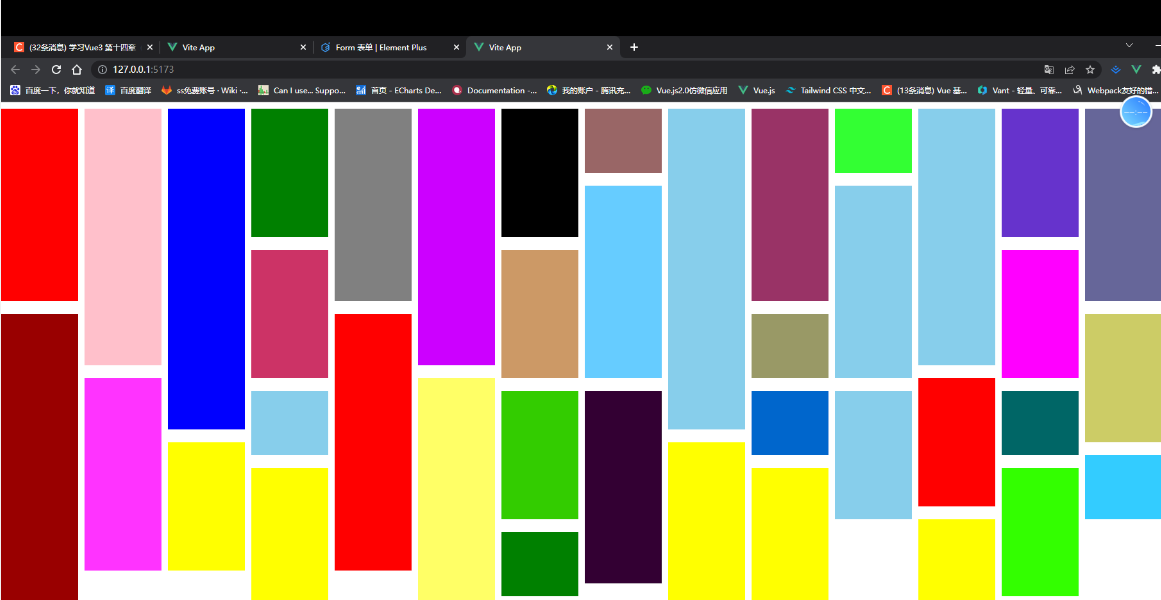 (32条消息) 学习Vue3 第十四章
Vite App
Form 表单 | Element Plus
Vite App
127.0.0.1:5173
百度一下，你就知道
百度翻译
ss免费账号 · Wiki ·...
Can I use... Suppo...
首页 - ECharts De...
Documentation -...
我的账户 - 腾讯充...
Vue.js2.0仿微信应用
Vue.js
Tailwind CSS 中文...
(13条消息) Vue 基...
Vant - 轻量、可靠...
Webpack友好的错...